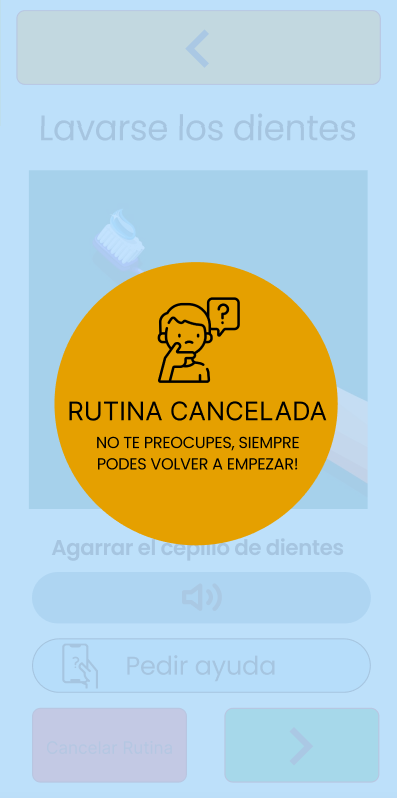 Lavarse los dientes
?
RUTINA CANCELADA
NO TE PREOCUPES, SIEMPRE
PODES VOLVER A EMPEZAR!
Agarrar el cepillo de dientes
?
Pedir ayuda
Cancelar Rutina